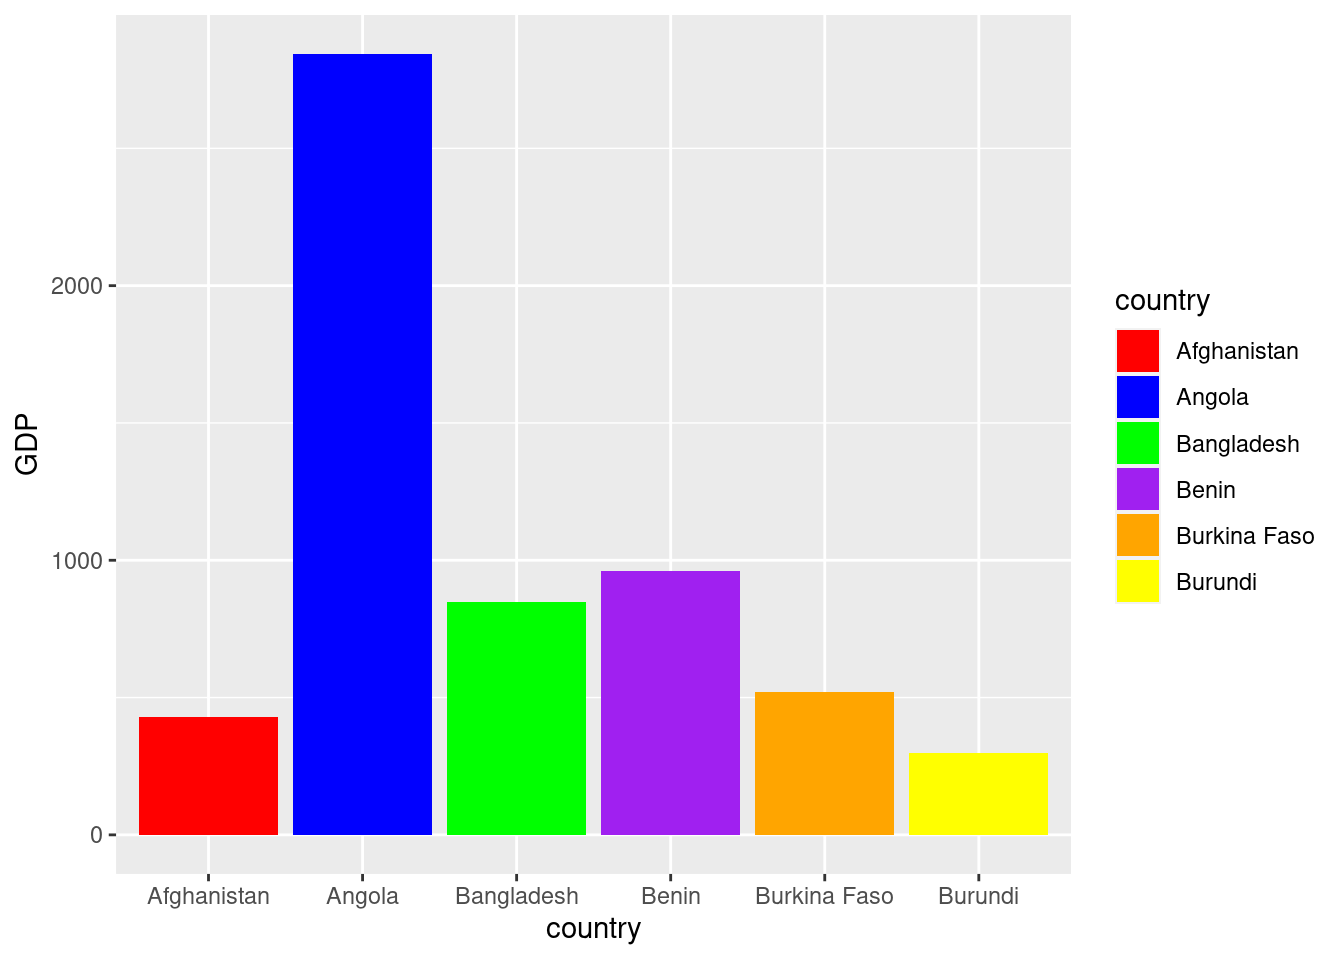 GDP
2000
1000
0
Afghanistan
Angola
Bangladesh
Benin
Burkina Faso
Burundi
country
country
Afghanistan
Angola
Bangladesh
Benin
Burkina Faso
Burundi